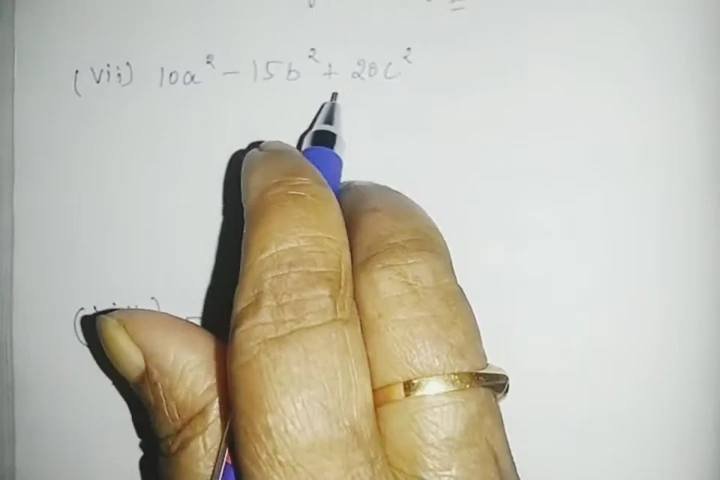 (vii) 10a² - 15b² + 20c²